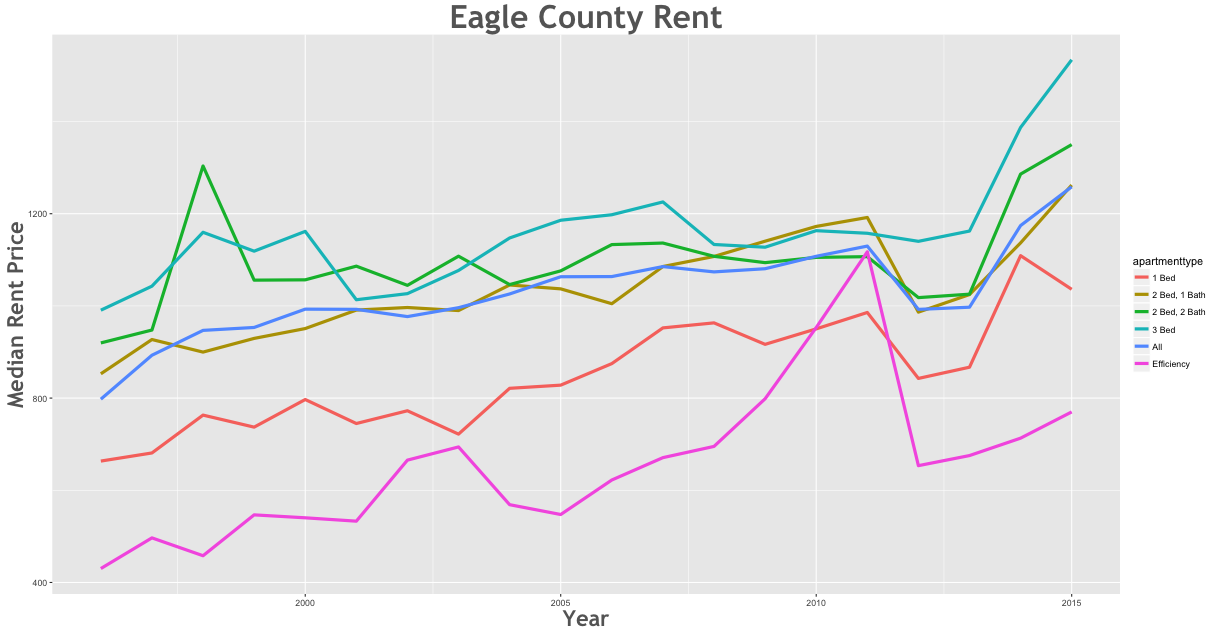 Eagle County Rent
Median Rent Price
1200
800
400
2000
2005
2010
2015
Year
apartmenttype
1 Bed
2 Bed, 1 Bath
2 Bed, 2 Bath
3 Bed
All
Efficiency